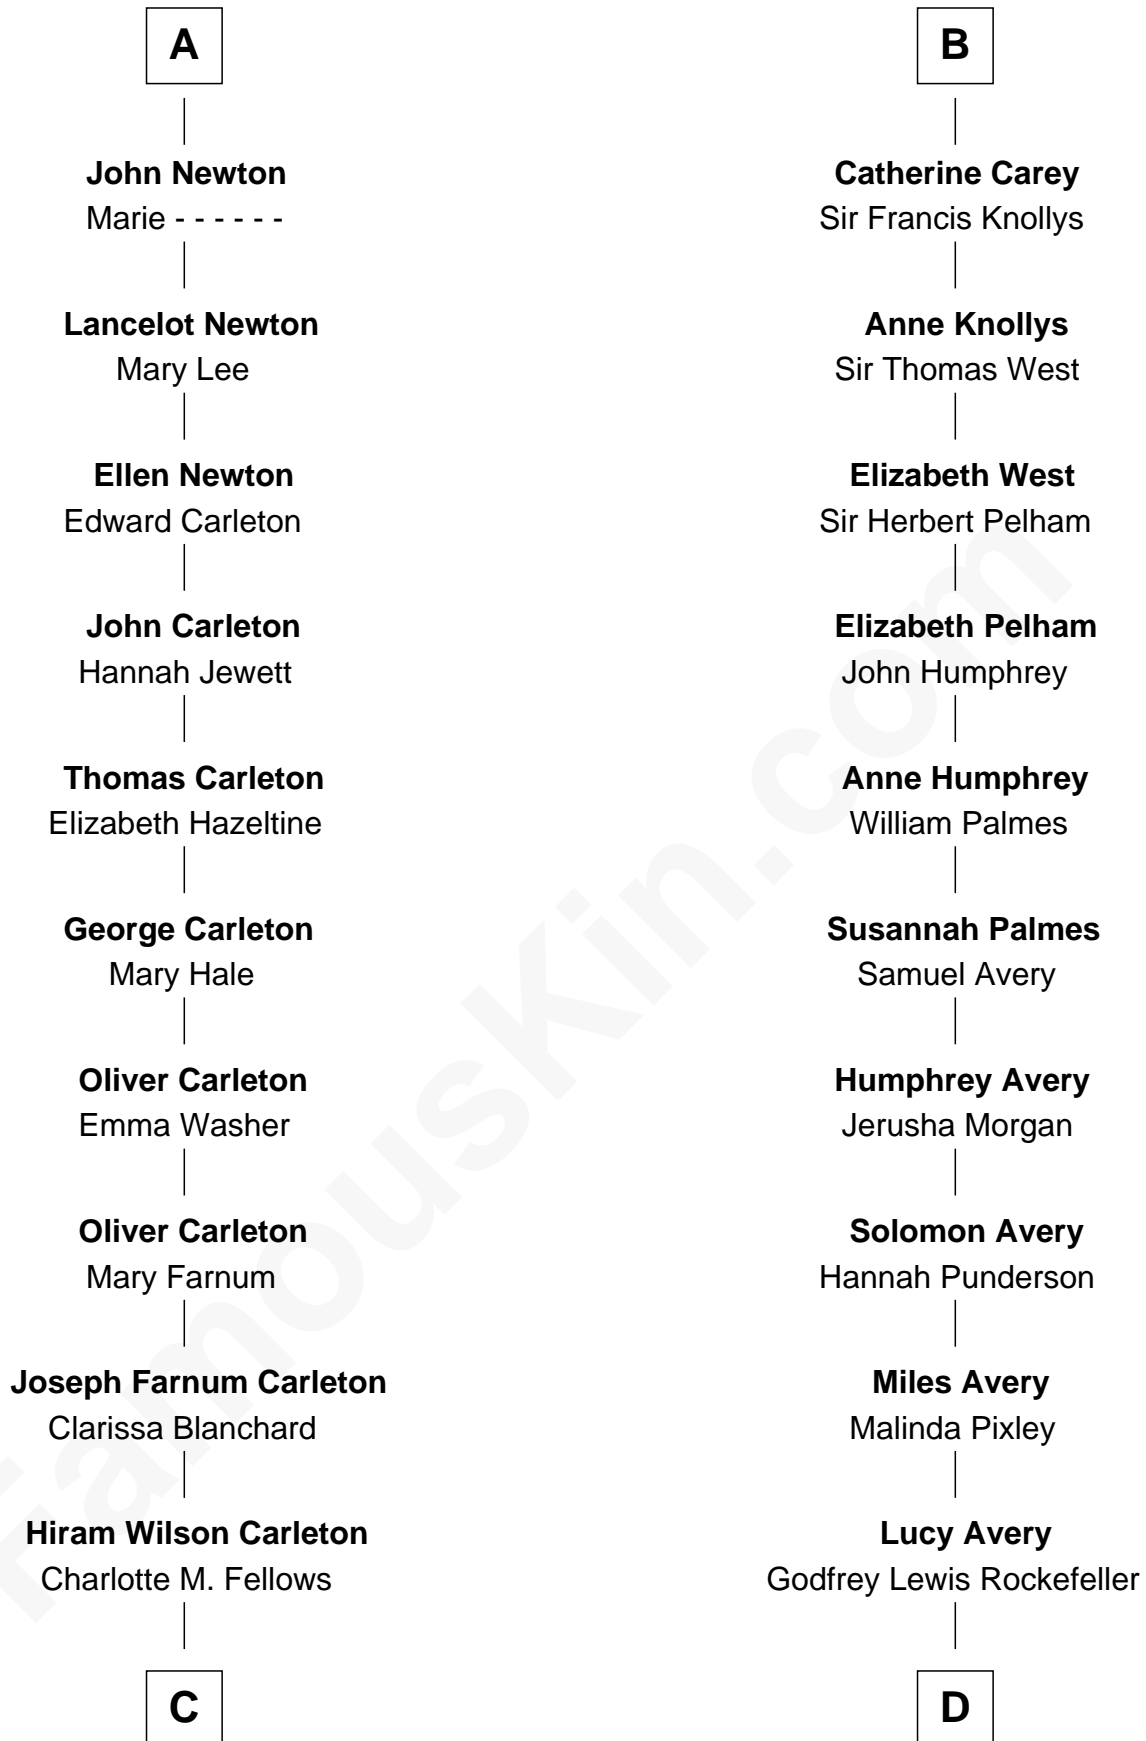 A
John Newton
Marie - - - - - -
Lancelot Newton
Mary Lee
Ellen Newton
Edward Carleton
John Carleton
Hannah Jewett
Thomas Carleton
Elizabeth Hazeltine
George Carleton
Mary Hale
Oliver Carleton
Emma Washer
Oliver Carleton
Mary Farnum
Joseph Farnum Carleton
Clarissa Blanchard
Hiram Wilson Carleton
Charlotte M. Fellows
C
B
Catherine Carey
Sir Francis Knollys
Anne Knollys
Sir Thomas West
Elizabeth West
Sir Herbert Pelham
Elizabeth Pelham
John Humphrey
Anne Humphrey
William Palmes
Susannah Palmes
Samuel Avery
Humphrey Avery
Jerusha Morgan
Solomon Avery
Hannah Punderson
Miles Avery
Malinda Pixley
Lucy Avery
Godfrey Lewis Rockefeller
D
FamousKin.com